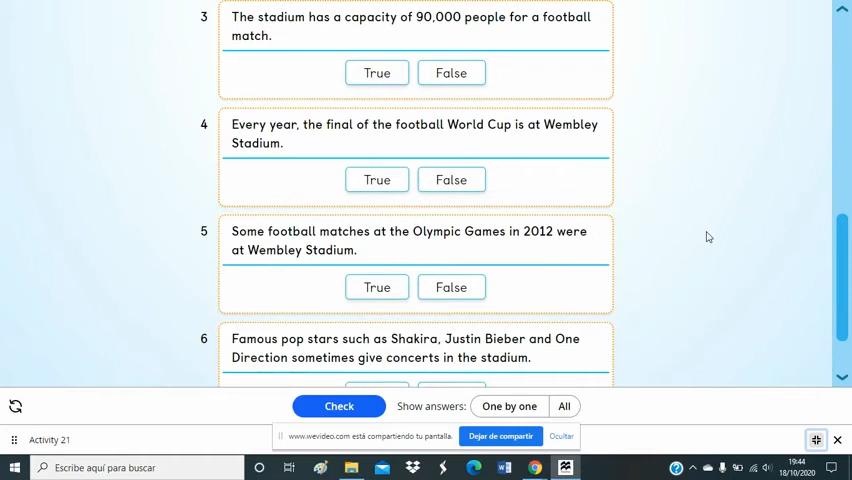 3 The stadium has a capacity of 90,000 people for a football
match.
True False
4 Every year, the final of the football World Cup is at Wembley
Stadium.
True False
5 Some football matches at the Olympic Games in 2012 were
at Wembley Stadium.
True False
6 Famous pop stars such as Shakira, Justin Bieber and One
Direction sometimes give concerts in the stadium.
Check Show answers: One by one All
Activity 21
www.wevideo.com está compartiendo tu pantalla. Dejar de compartir Ocultar
Escribe aquí para buscar
19:44
18/10/2020